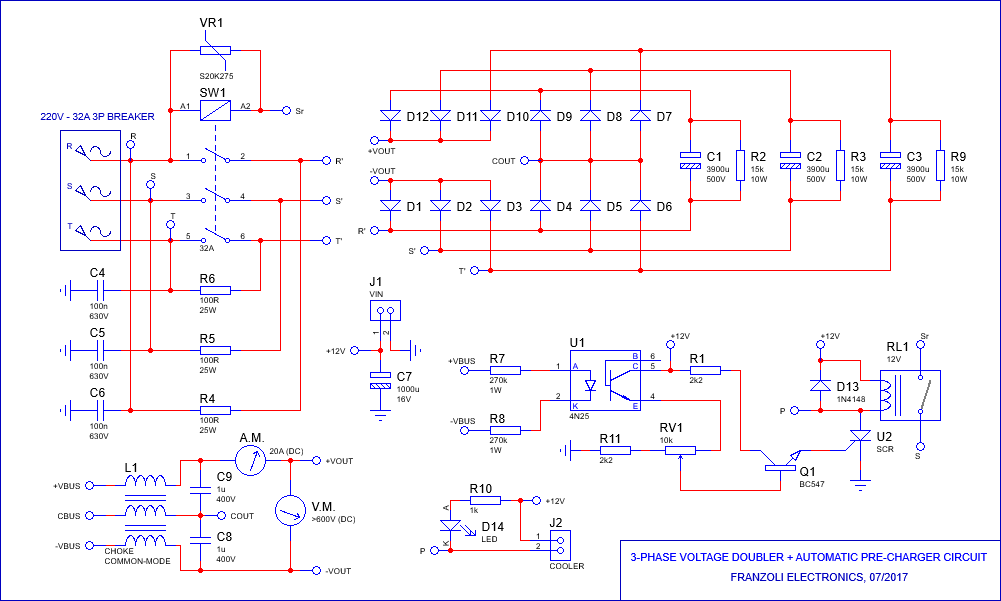 VR1
S20K275
SW1
A1
A2
Sr
220V - 32A 3P BREAKER
R
R
1
2
R'
S
S
3
4
S'
T
T
5
6
T'
32A
C4
100n
630V
R6
100R
25W
C5
100n
630V
R5
100R
25W
C6
100n
630V
R4
100R
25W
D12
D11
D10
D9
D8
D7
+VOUT
COUT
-VOUT
D1
D2
D3
D4
D5
D6
R'
S'
T'
C1
3900u
500V
R2
15k
10W
C2
3900u
500V
R3
15k
10W
C3
3900u
500V
R9
15k
10W
J1
VIN
1
2
+12V
C7
1000u
16V
+VBUS
R7
270k
1W
-VBUS
R8
270k
1W
U1
1
A
2
K
B
6
C
5
E
4
4N25
+12V
R1
2k2
R11
2k2
RV1
10k
Q1
BC547
+12V
RL1
12V
Sr
D13
1N4148
P
U2
SCR
S
A.M.
20A (DC)
L1
+VBUS
CBUS
-VBUS
CHOKE
COMMON-MODE
C9
1u
400V
COUT
C8
1u
400V
+VOUT
V.M.
>600V (DC)
-VOUT
R10
1k
+12V
A
D14
LED
K
P
J2
1
2
COOLER
3-PHASE VOLTAGE DOUBLER + AUTOMATIC PRE-CHARGER CIRCUIT
FRANZOLI ELECTRONICS, 07/2017